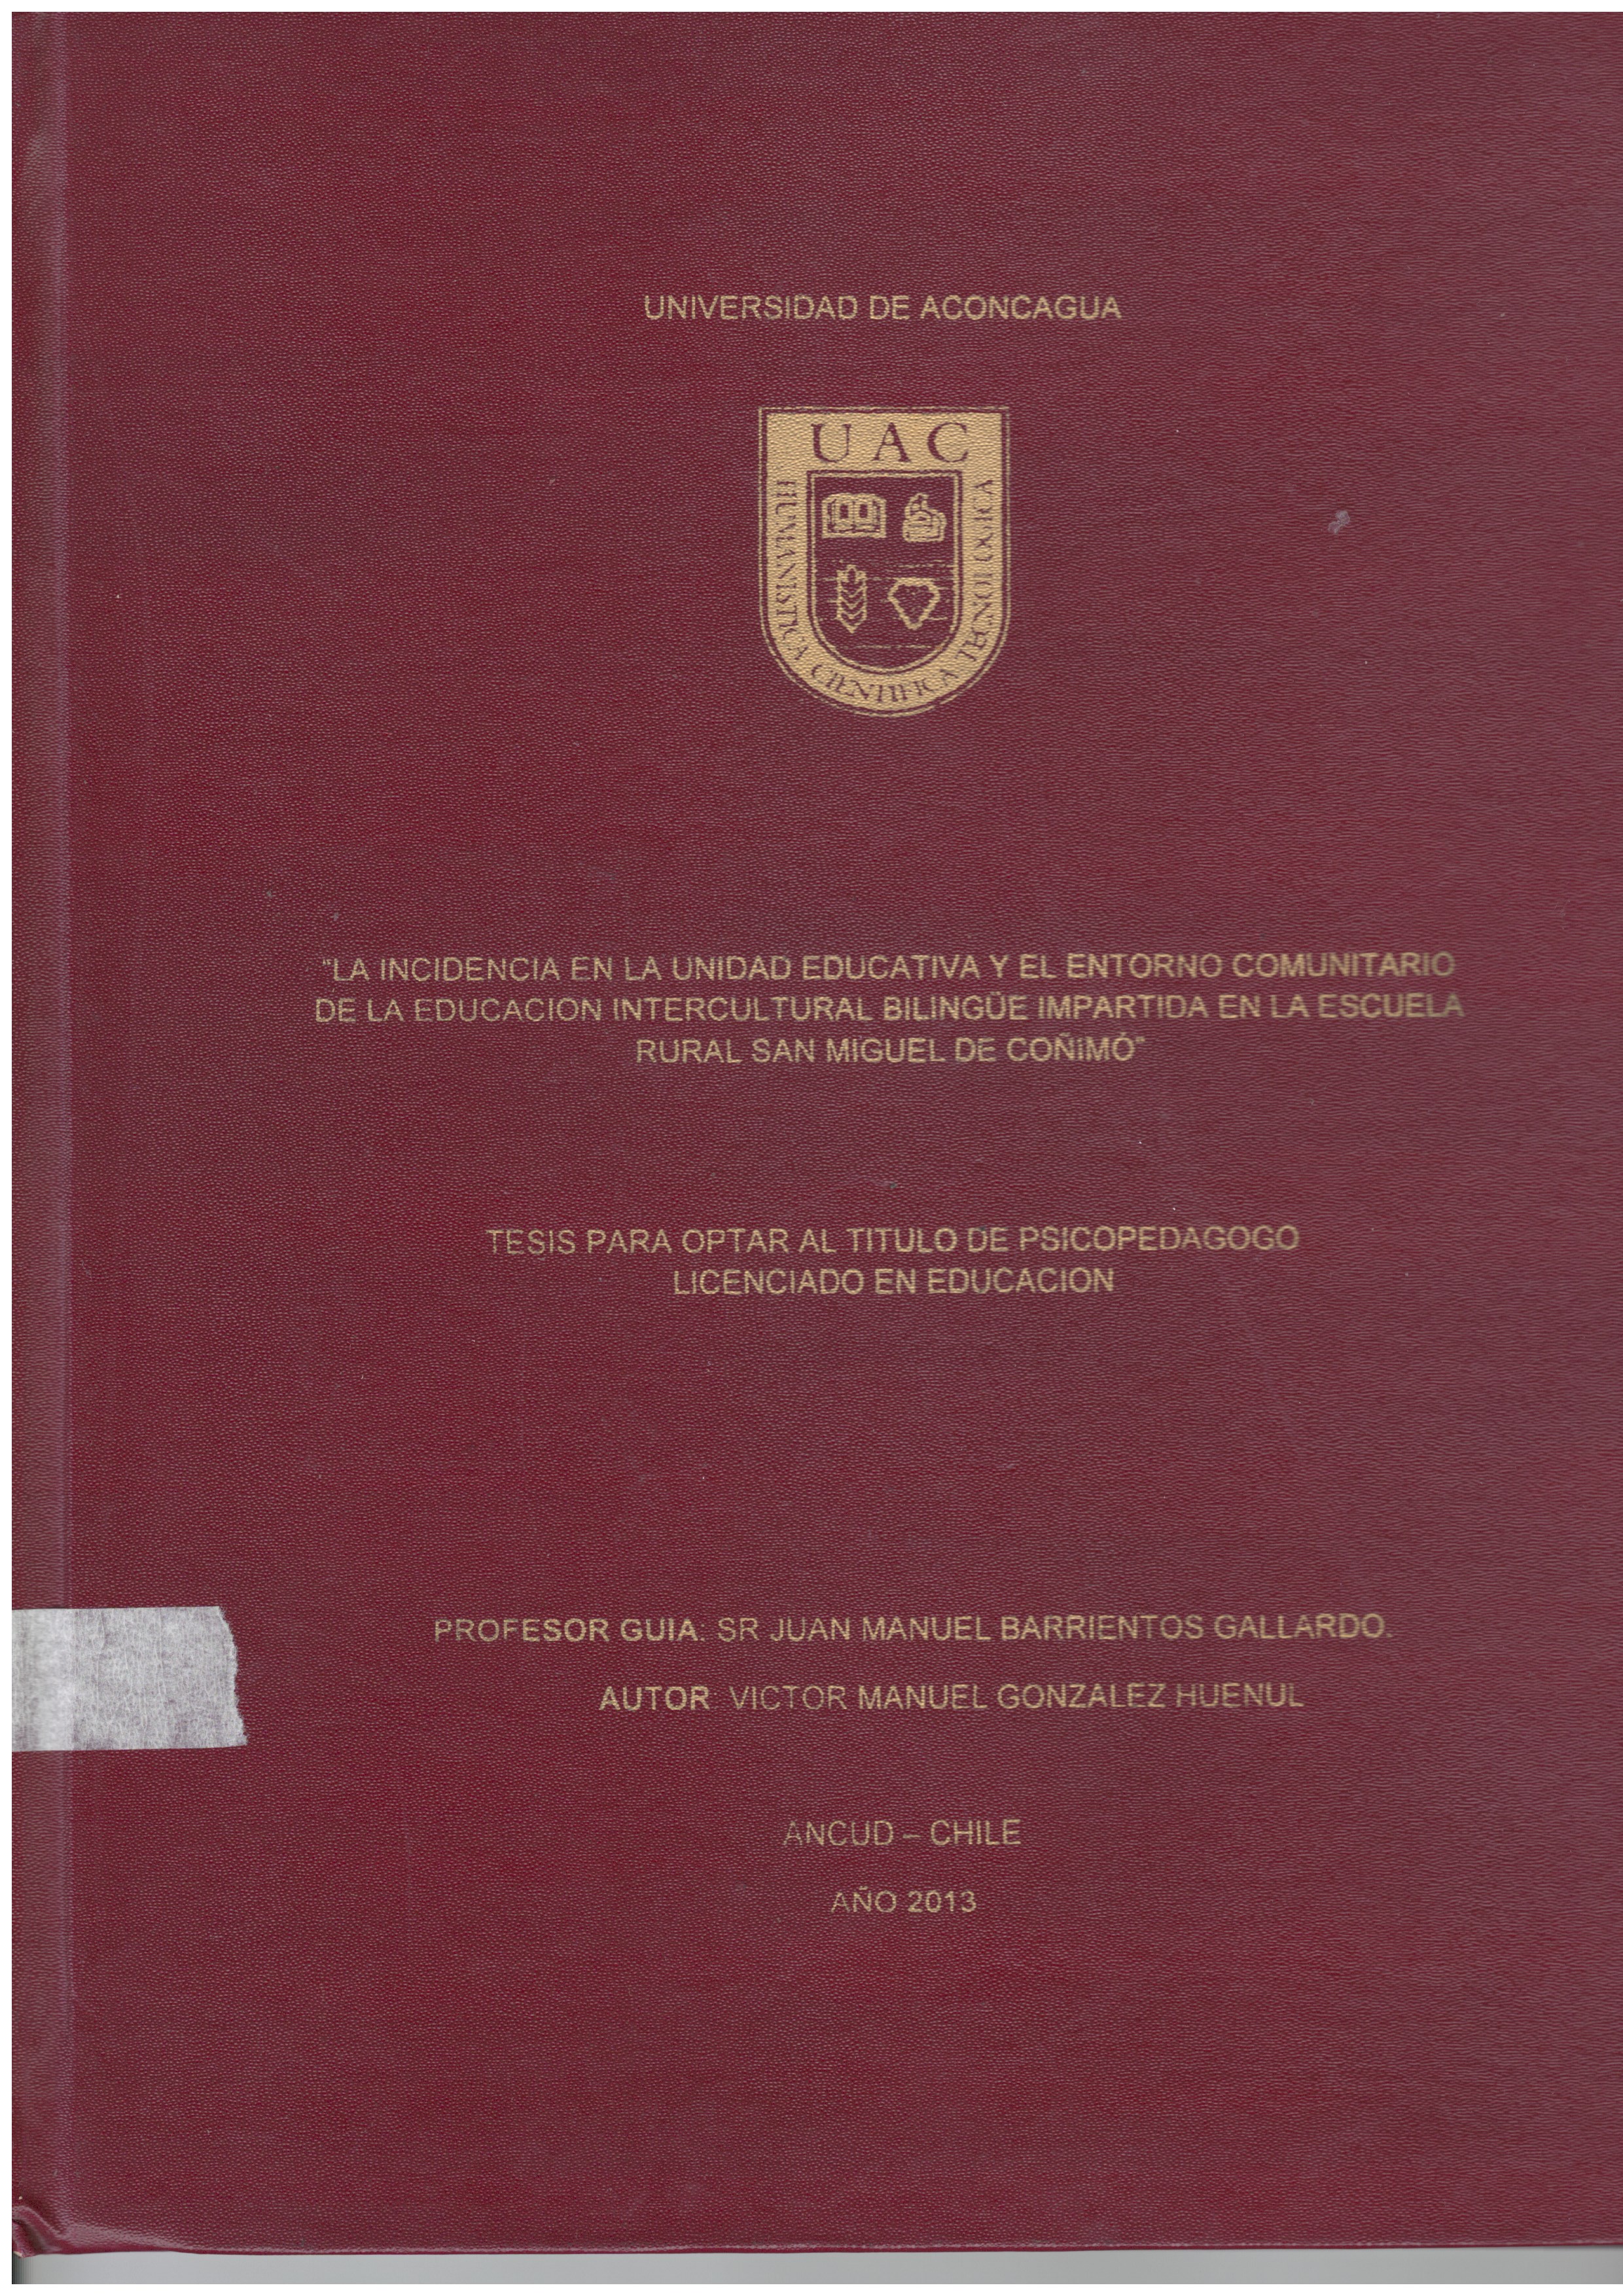 UNIVERSIDAD DE ACONCAGUA
UAC
HUMANISTICA CIENTIFICA TECNOLOGICA
"LA INCIDENCIA EN LA UNIDAD EDUCATIVA Y EL ENTORNO COMUNITARIO
DE LA EDUCACION INTERCULTURAL BILINGÜE IMPARTIDA EN LA ESCUELA
RURAL SAN MIGUEL DE COÑIMÓ"
TESIS PARA OPTAR AL TITULO DE PSICOPEDAGOGO
LICENCIADO EN EDUCACION
PROFESOR GUIA: SR JUAN MANUEL BARRIENTOS GALLARDO.
AUTOR: VICTOR MANUEL GONZALEZ HUENUL
ANCUD – CHILE
AÑO 2013